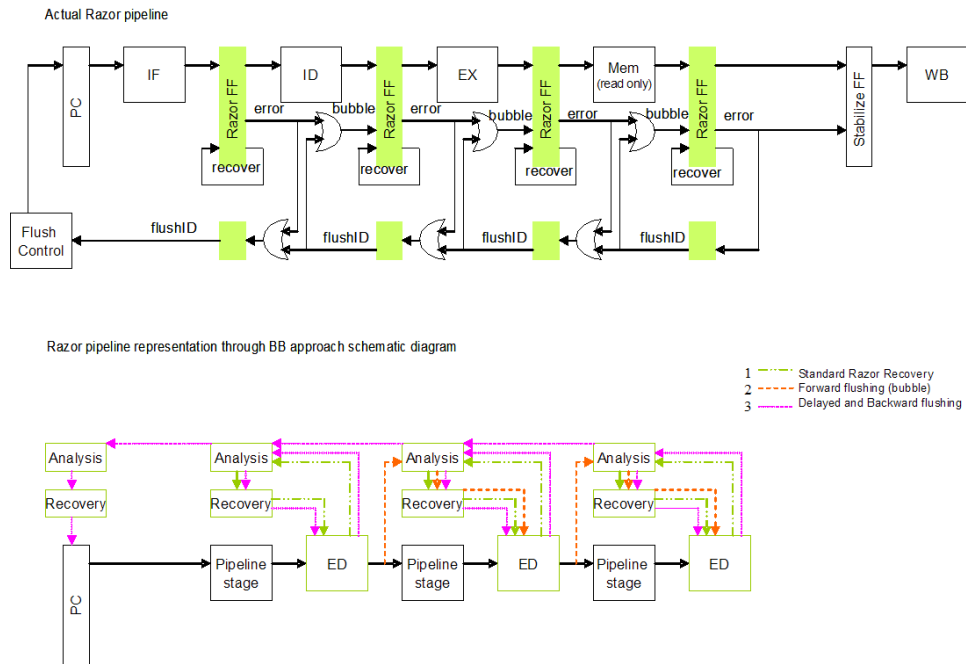 Actual Razor pipeline
PC
IF
Razor FF
ID
Razor FF
EX
Razor FF
Mem
(read only)
Razor FF
Stabilize FF
WB
error
bubble
error
bubble
error
bubble
error
recover
recover
recover
recover
Flush
Control
flushID
flushID
flushID
flushID
Razor pipeline representation through BB approach schematic diagram
1 Standard Razor Recovery
2 Forward flushing (bubble)
3 Delayed and Backward flushing
Analysis
Analysis
Analysis
Analysis
Recovery
Recovery
Recovery
Recovery
PC
Pipeline
stage
ED
Pipeline
stage
ED
Pipeline
stage
ED